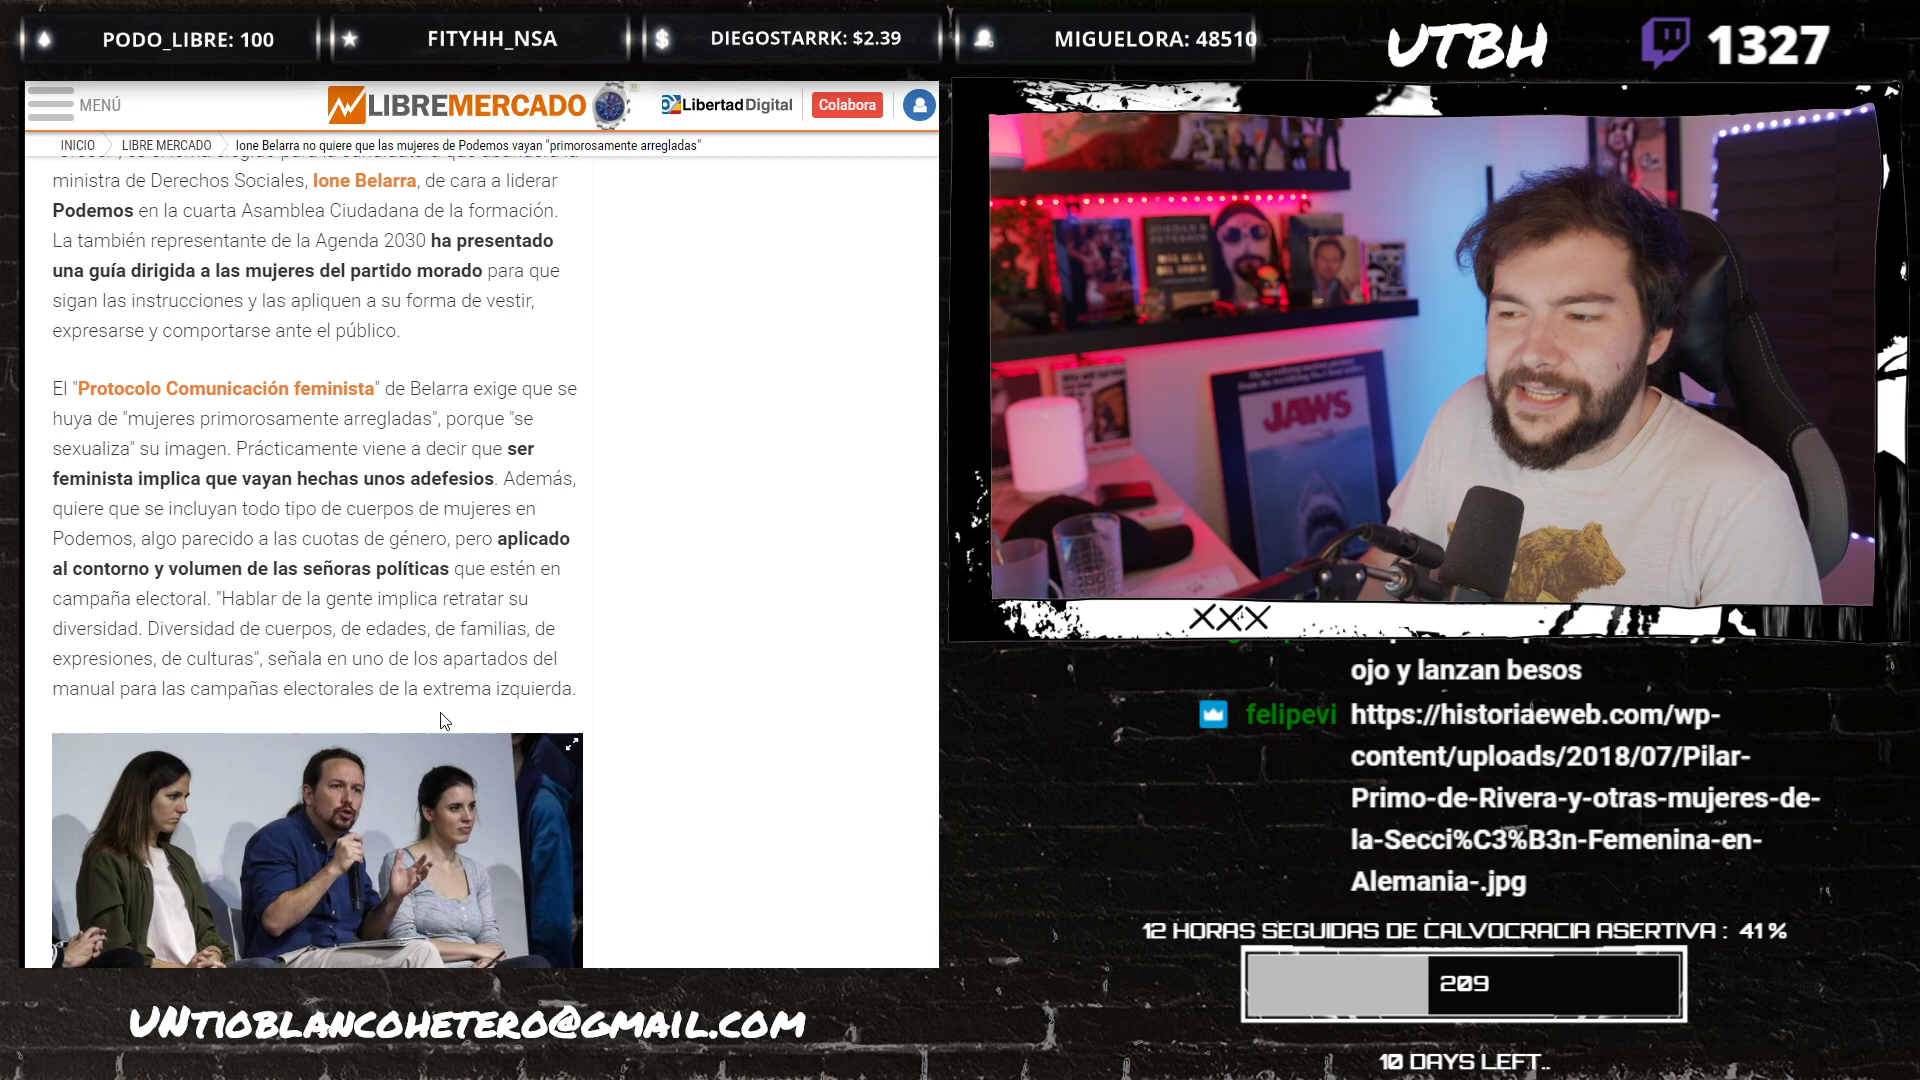 PODO_LIBRE: 100
FITYHH_NSA
DIEGOSTARRK: $2.39
MIGUELORA: 48510
UTBH
1327
MENÚ
LIBREMERCADO
LibertadDigital
Colabora
INICIO
LIBRE MERCADO
Ione Belarra no quiere que las mujeres de Podemos vayan "primorosamente arregladas"
ministra de Derechos Sociales, Ione Belarra, de cara a liderar
Podemos en la cuarta Asamblea Ciudadana de la formación.
La también representante de la Agenda 2030 ha presentado
una guía dirigida a las mujeres del partido morado para que
sigan las instrucciones y las apliquen a su forma de vestir,
expresarse y comportarse ante el público.
El "Protocolo Comunicación feminista" de Belarra exige que se
huya de "mujeres primorosamente arregladas", porque "se
sexualiza" su imagen. Prácticamente viene a decir que ser
feminista implica que vayan hechas unos adefesios. Además,
quiere que se incluyan todo tipo de cuerpos de mujeres en
Podemos, algo parecido a las cuotas de género, pero aplicado
al contorno y volumen de las señoras políticas que estén en
campaña electoral. "Hablar de la gente implica retratar su
diversidad. Diversidad de cuerpos, de edades, de familias, de
expresiones, de culturas", señala en uno de los apartados del
manual para las campañas electorales de la extrema izquierda.
JORDAN B.
PETERSON
MÁS ALLÁ
DEL ORDEN
JAWS
XXX
ojo y lanzan besos
felipevi https://historiaeweb.com/wp-
content/uploads/2018/07/Pilar-
Primo-de-Rivera-y-otras-mujeres-de-
la-Secci%C3%B3n-Femenina-en-
Alemania-.jpg
12 HORAS SEGUIDAS DE CALVOCRACIA ASERTIVA : 41%
209
10 DAYS LEFT..
UNTIOBLANCOHETERO@GMAIL.COM